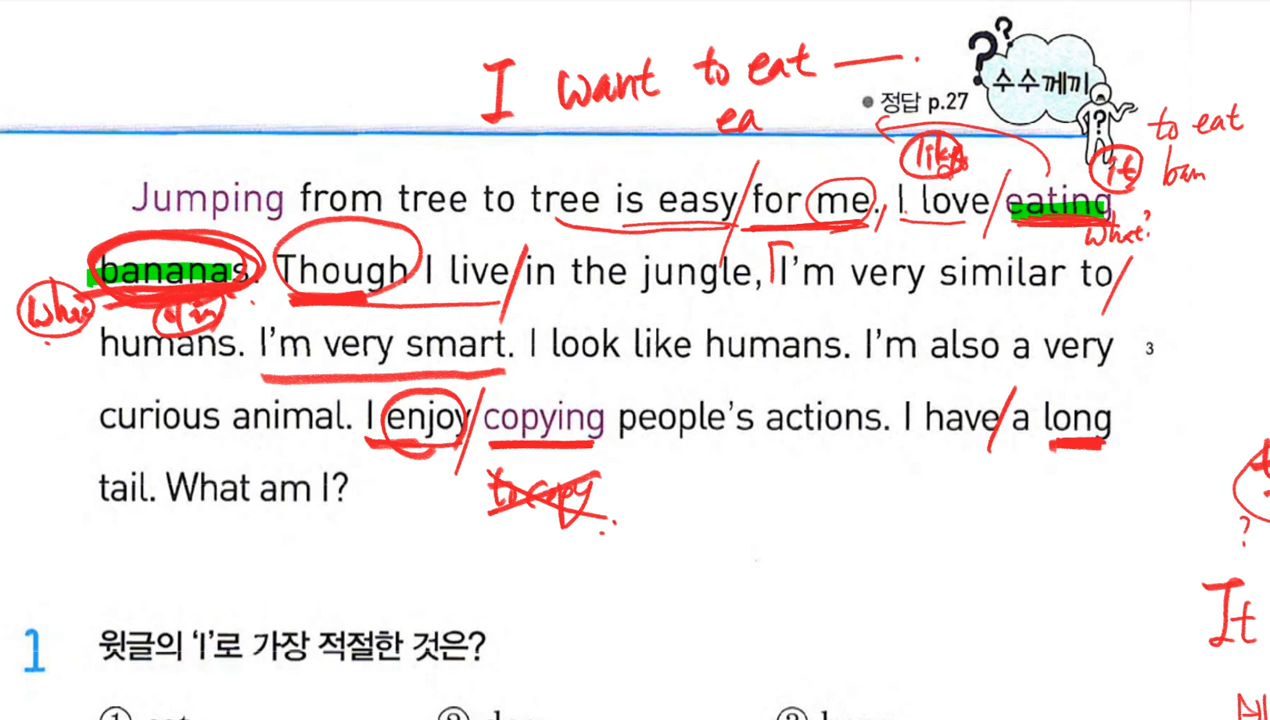 I want to eat —.
ea
수수께끼
?
?
?
● 정답 p.27
to eat
like
it
Jumping from tree to tree is easy for me. I love eating
what?
bananas. Though I live in the jungle, I'm very similar to
humans. I'm very smart. I look like humans. I'm also a very
3
curious animal. I enjoy copying people's actions. I have a long
tail. What am I?
to copy
?
It
1 윗글의 'I'로 가장 적절한 것은?